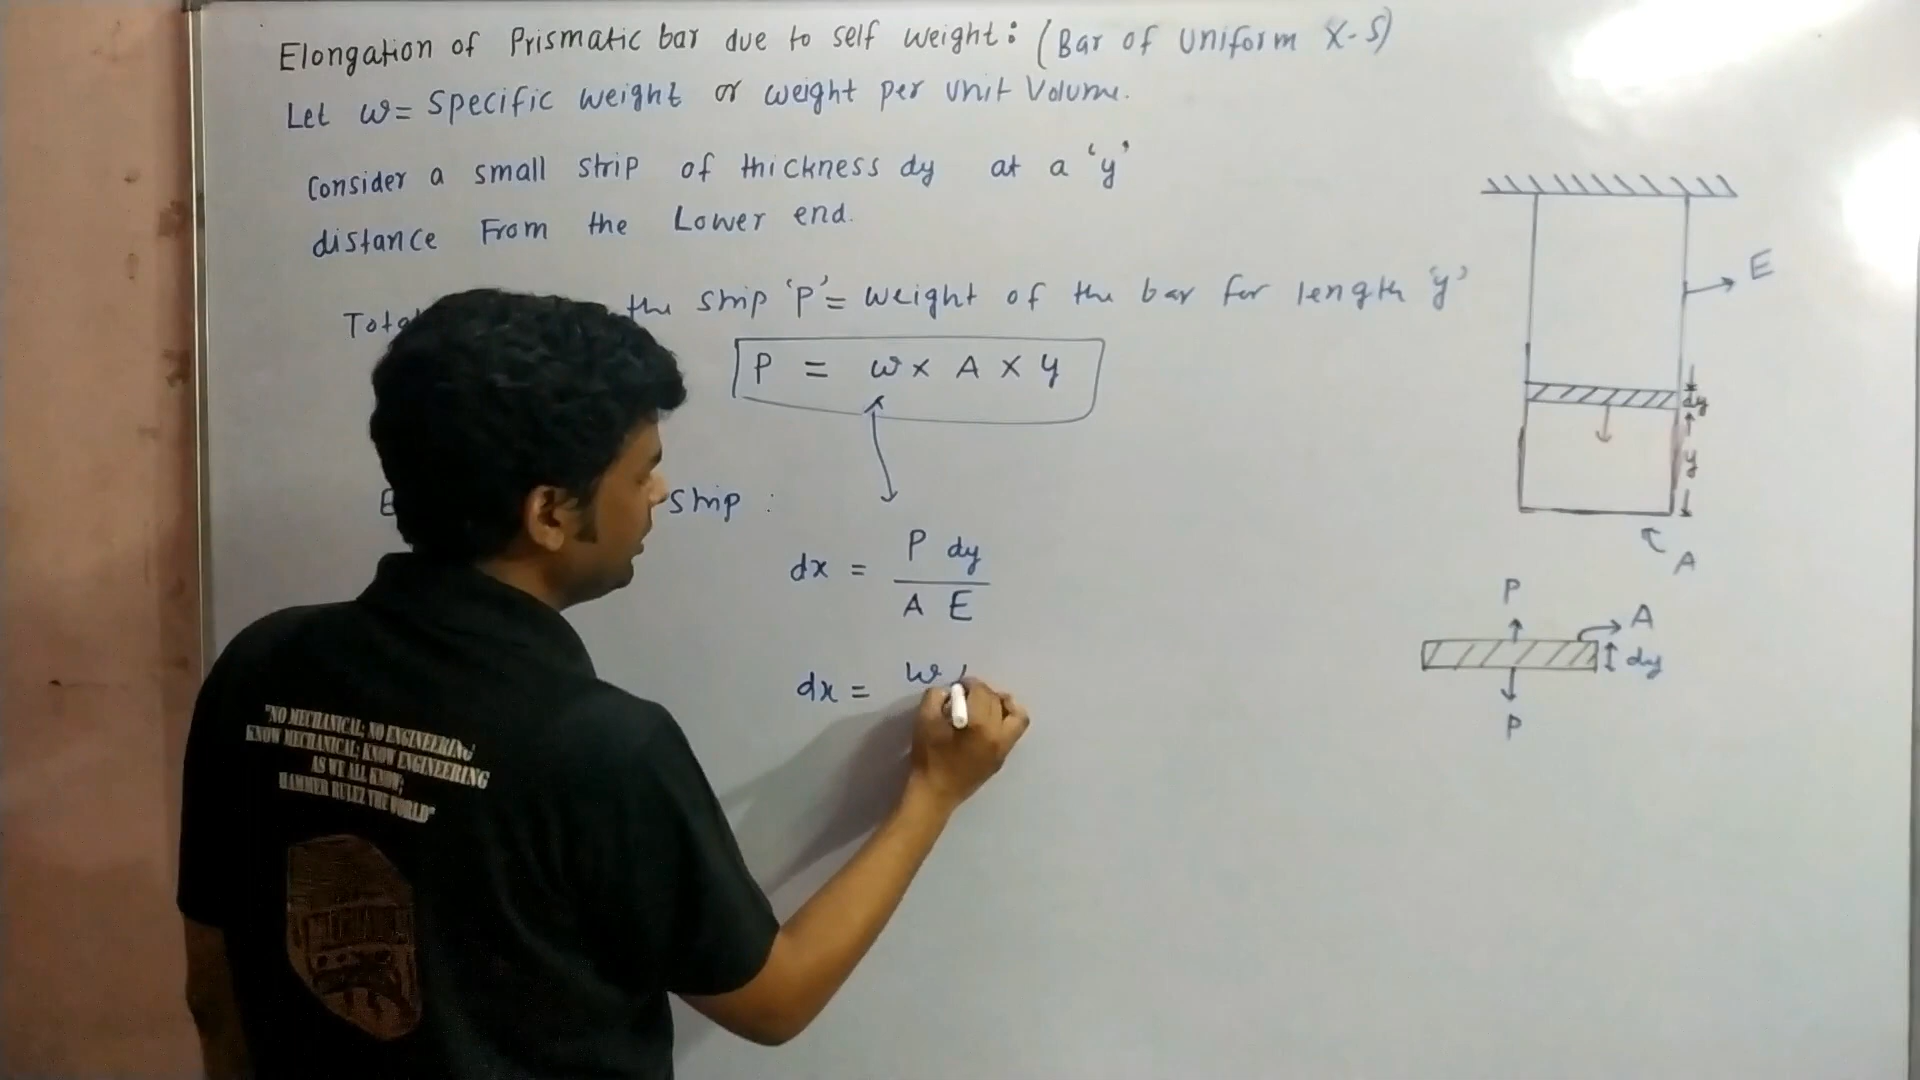 Elongation of Prismatic bar due to self weight: (Bar of Uniform X-S)
Let w = Specific weight or weight per unit Volume.
Consider a small strip of thickness dy at a 'y'
distance From the Lower end.
the strip 'P' = weight of the bar for length 'y'
P = w x A x y
strip :
dx = P dy / A E
dx = w
E
dy
y
A
P
A
dy
P
"NO MECHANICAL; NO ENGINEERING
KNOW MECHANICAL; KNOW ENGINEERING
AS WE ALL KNOW;
HAMMER RULEZ THE WORLD"